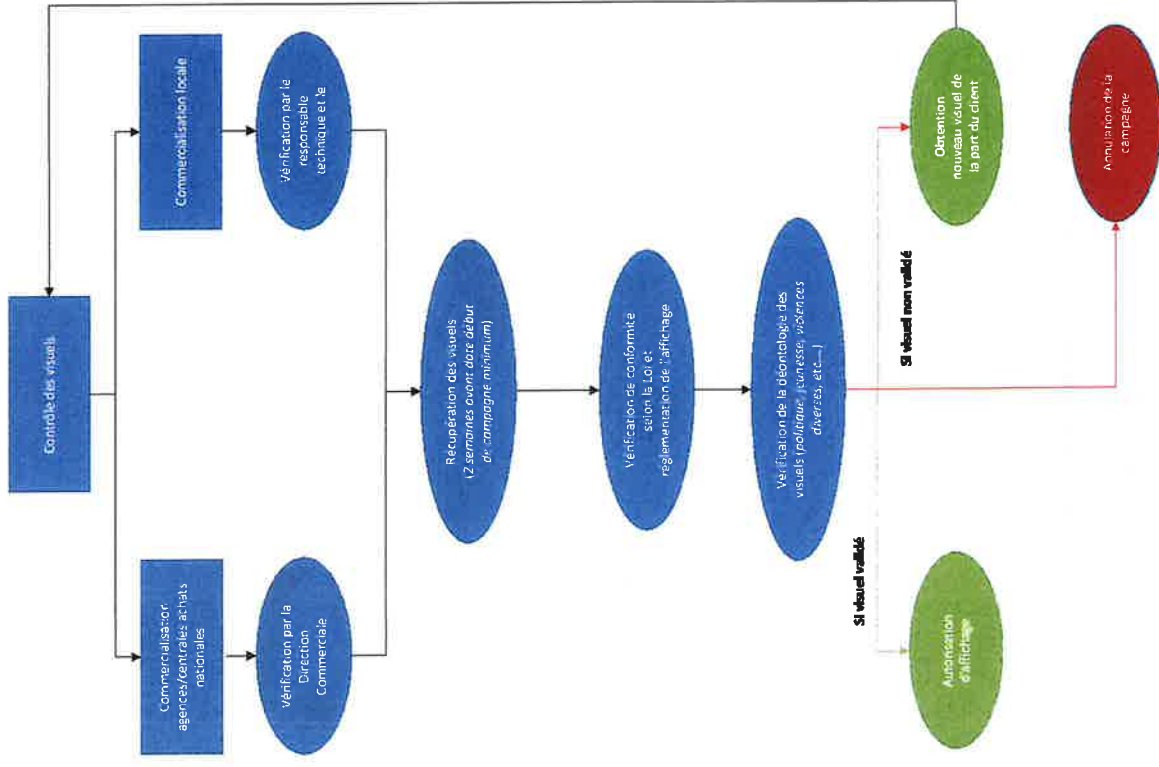 Contrôle des visuels
Commercialisation
agences/centrales achats
nationales
Commercialisation locale
Vérification par la
Direction
Commerciale
Vérification par le
responsable
technique et le
Récupération des visuels
(2 semaines avant date début
de campagne minimum)
Vérification de conformité
selon la Loi et
réglementation de l'affichage
Vérification de la déontologie des
visuels (politique, jeunesse, violences
diverses, etc....)
Si visuel validé
Si visuel non validé
Autorisation
d'affichage
Obtention
nouveau visuel de
la part du client
Annulation de la
campagne